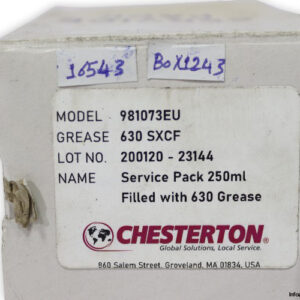 16543
BoX1243
MODEL 981073EU
GREASE 630 SXCF
LOT NO. 200120 - 23144
NAME Service Pack 250ml
Filled with 630 Grease
CHESTERTON®
Global Solutions, Local Service.
860 Salem Street, Groveland, MA 01834, USA